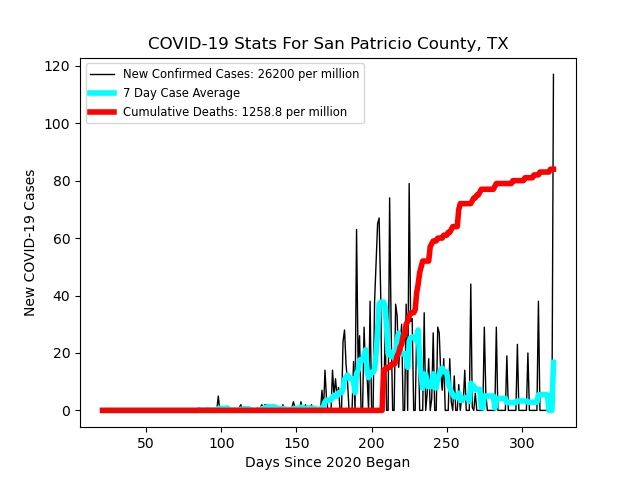 COVID-19 Stats For San Patricio County, TX
New Confirmed Cases: 26200 per million
7 Day Case Average
Cumulative Deaths: 1258.8 per million
New COVID-19 Cases
120
100
80
60
40
20
0
50 100 150 200 250 300
Days Since 2020 Began